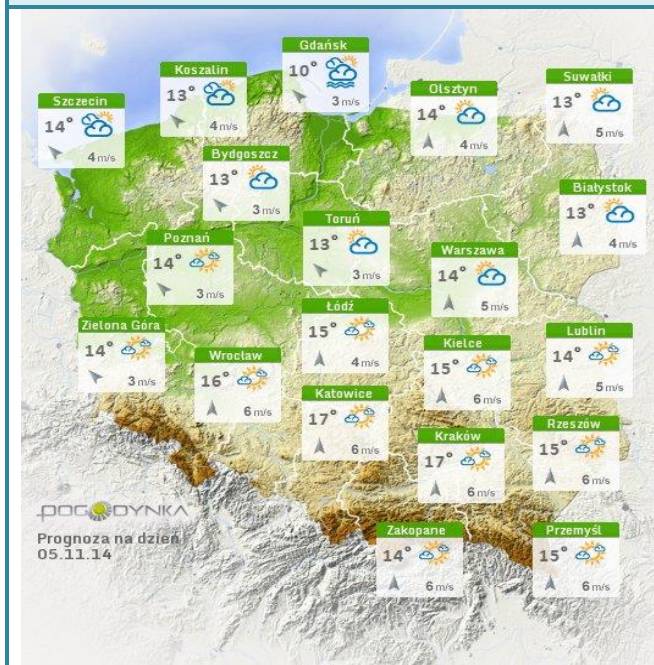 Gdańsk
10°
3 m/s
Koszalin
13°
4 m/s
Szczecin
14°
4 m/s
Olsztyn
14°
4 m/s
Suwałki
13°
5 m/s
Bydgoszcz
13°
3 m/s
Białystok
13°
4 m/s
Toruń
13°
3 m/s
Poznań
14°
3 m/s
Warszawa
14°
5 m/s
Łódź
15°
4 m/s
Zielona Góra
14°
3 m/s
Wrocław
16°
6 m/s
Kielce
15°
6 m/s
Lublin
14°
5 m/s
Katowice
17°
6 m/s
Kraków
17°
6 m/s
Rzeszów
15°
6 m/s
POGODYNKA
Prognoza na dzień
05.11.14
Zakopane
14°
6 m/s
Przemyśl
15°
6 m/s